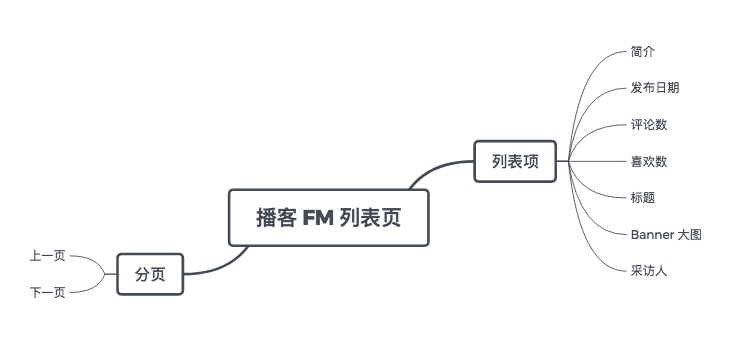 播客 FM 列表页
列表项
简介
发布日期
评论数
喜欢数
标题
Banner 大图
采访人
分页
上一页
下一页